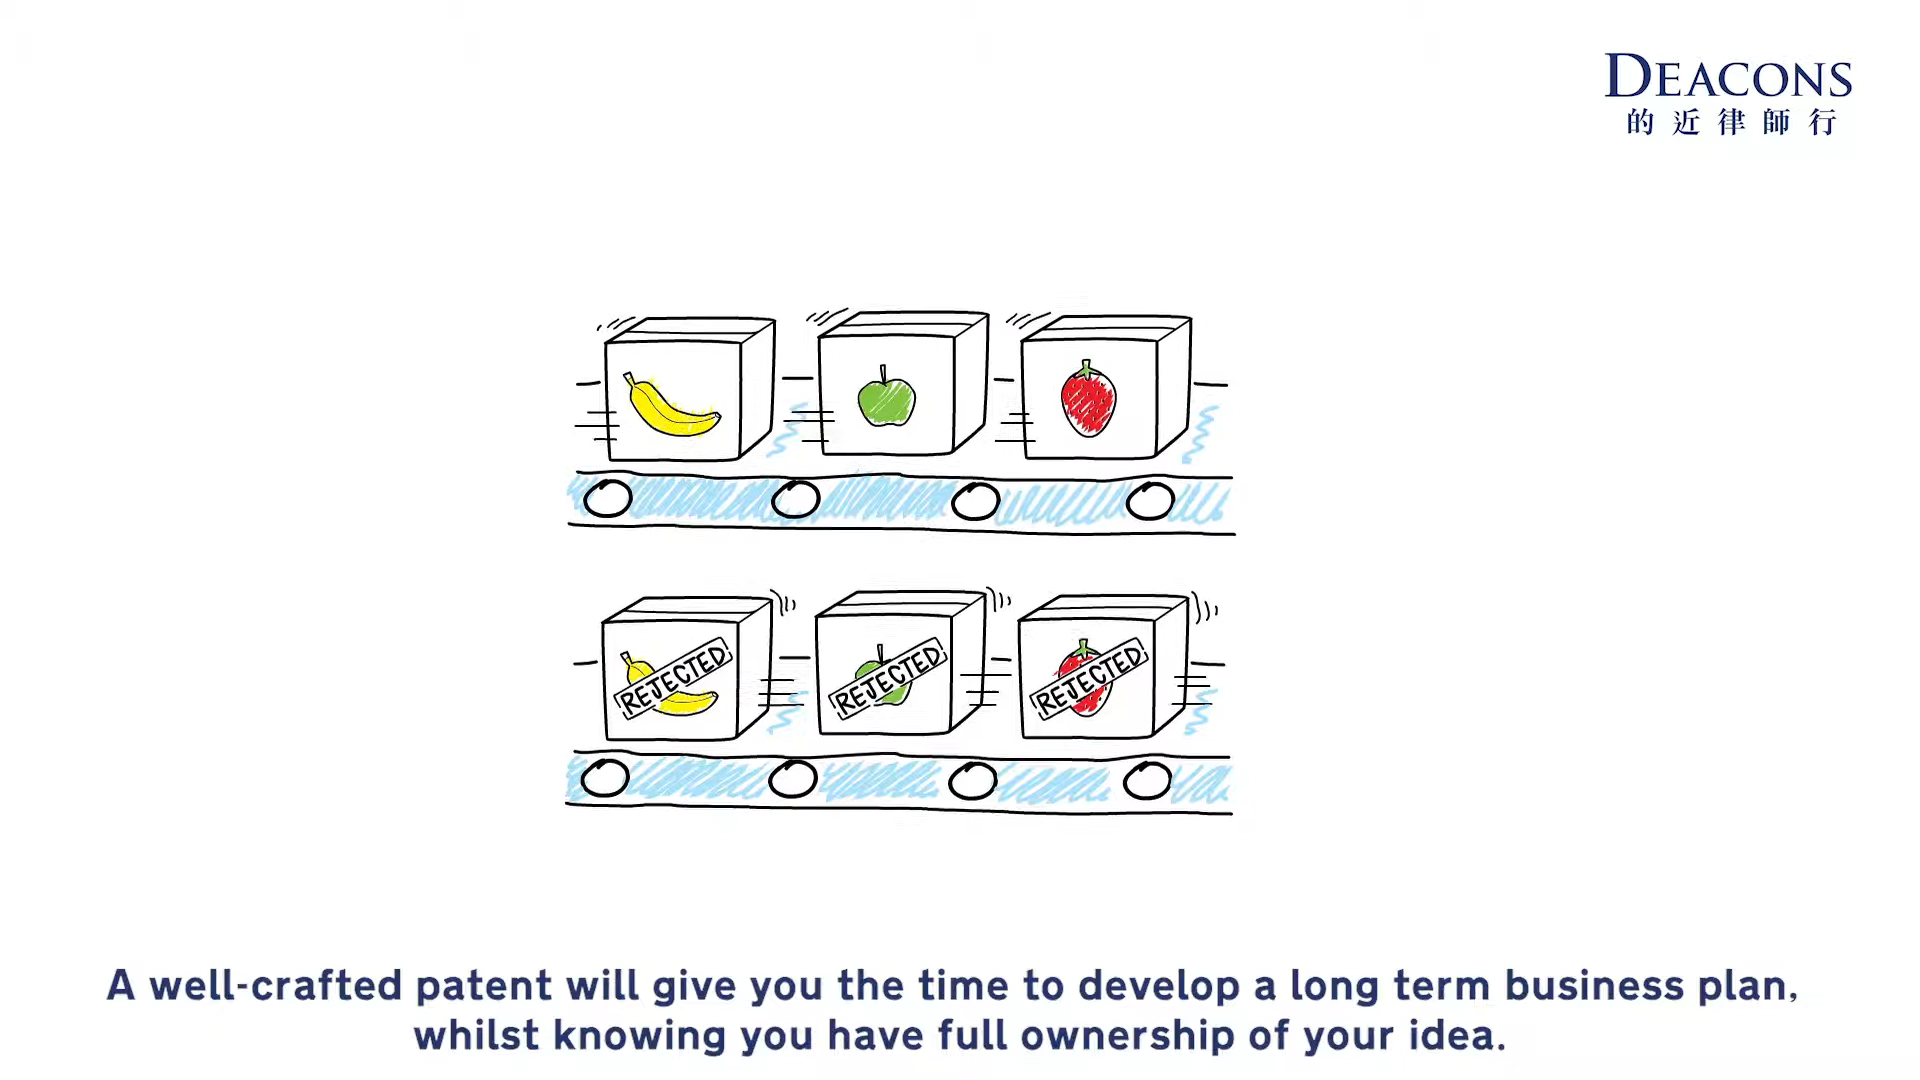 DEACONS
的近律師行
REJECTED
REJECTED
REJECTED
A well-crafted patent will give you the time to develop a long term business plan,
whilst knowing you have full ownership of your idea.